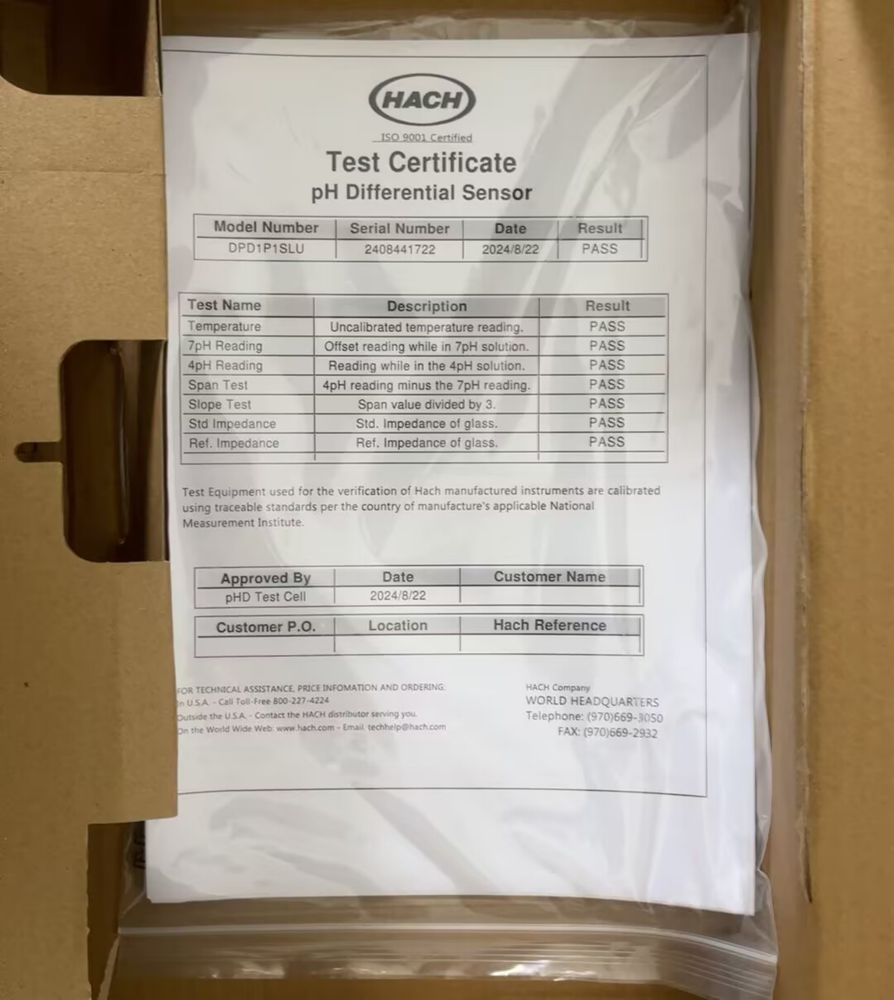 HACH
ISO 9001 Certified
Test Certificate
pH Differential Sensor
Model Number Serial Number Date Result
DPD1P1SLU 2408441722 2024/8/22 PASS
Test Name Description Result
Temperature Uncalibrated temperature reading. PASS
7pH Reading Offset reading while in 7pH solution. PASS
4pH Reading Reading while in the 4pH solution. PASS
Span Test 4pH reading minus the 7pH reading. PASS
Slope Test Span value divided by 3. PASS
Std Impedance Std. Impedance of glass. PASS
Ref. Impedance Ref. Impedance of glass. PASS
Test Equipment used for the verification of Hach manufactured instruments are calibrated
using traceable standards per the country of manufacture's applicable National
Measurement Institute.
Approved By Date Customer Name
pHD Test Cell 2024/8/22
Customer P.O. Location Hach Reference
FOR TECHNICAL ASSISTANCE, PRICE INFOMATION AND ORDERING:
In U.S.A. - Call Toll-Free 800-227-4224
Outside the U.S.A. - Contact the HACH distributor serving you.
On the World Wide Web: www.hach.com - Email: techhelp@hach.com
HACH Company
WORLD HEADQUARTERS
Telephone: (970)669-3050
FAX: (970)669-2932